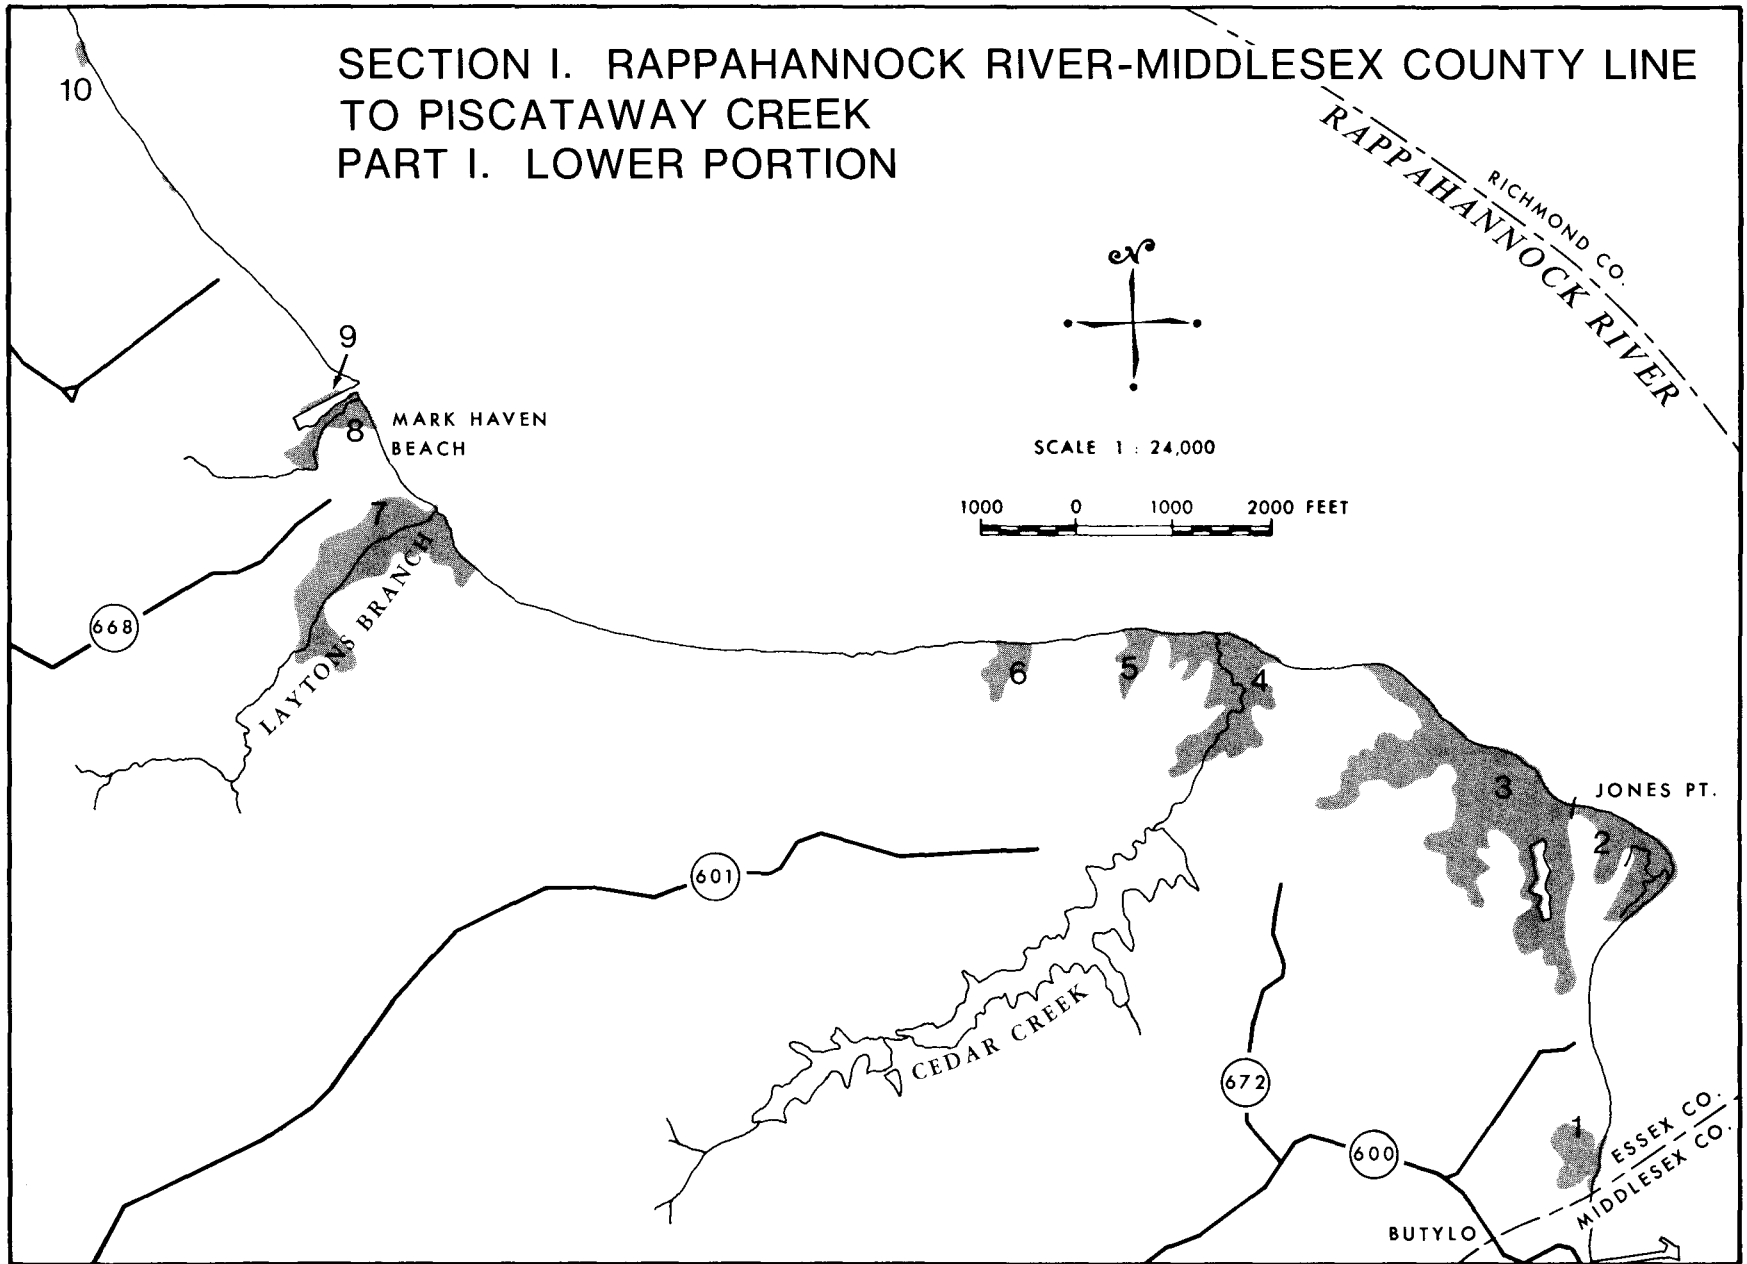 SECTION I. RAPPAHANNOCK RIVER-MIDDLESEX COUNTY LINE
TO PISCATAWAY CREEK
PART I. LOWER PORTION
10
RICHMOND CO.
RAPPAHANNOCK RIVER
N
9
8
MARK HAVEN
BEACH
SCALE 1 : 24,000
1000 0 1000 2000 FEET
7
LAYTONS BRANCH
668
6
5
4
3
JONES PT.
2
601
CEDAR CREEK
672
1
ESSEX CO.
MIDDLESEX CO.
600
BUTYLO